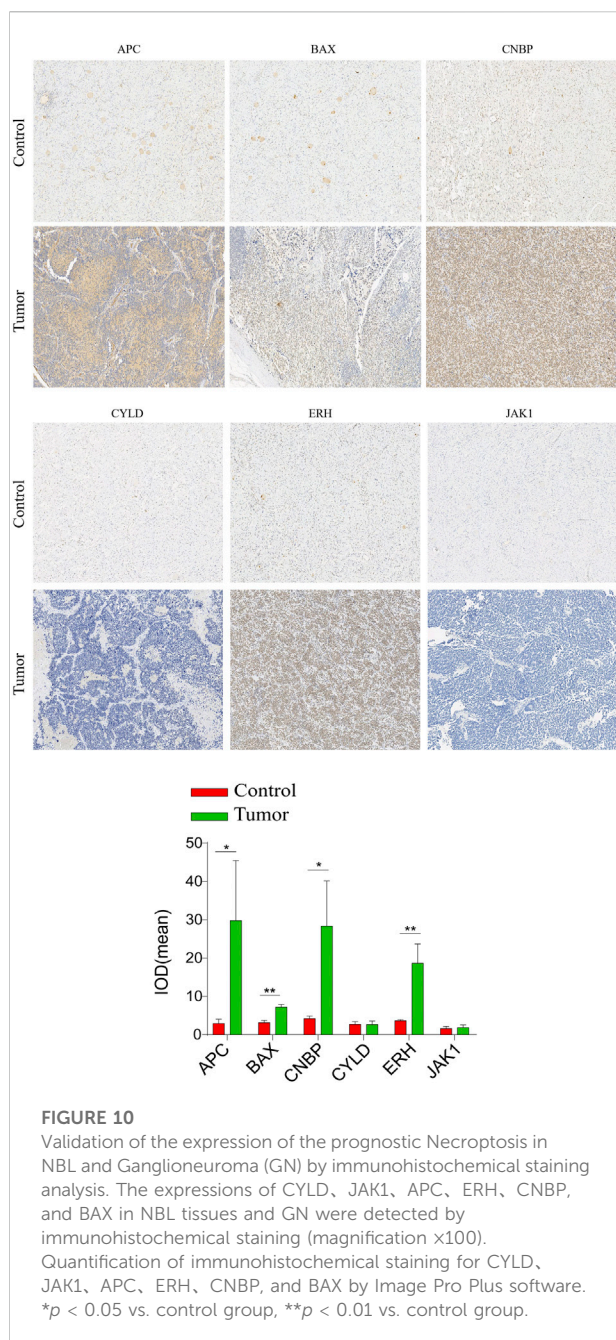 APC BAX CNBP
Control
Tumor
CYLD ERH JAK1
Control
Tumor
Control
Tumor
50
40
30
20
10
0
IOD(mean)
* ** * **
APC BAX CNBP CYLD ERH JAK1
FIGURE 10
Validation of the expression of the prognostic Necroptosis in
NBL and Ganglioneuroma (GN) by immunohistochemical staining
analysis. The expressions of CYLD、JAK1、APC、ERH、CNBP,
and BAX in NBL tissues and GN were detected by
immunohistochemical staining (magnification ×100).
Quantification of immunohistochemical staining for CYLD、
JAK1、APC、ERH、CNBP, and BAX by Image Pro Plus software.
*p < 0.05 vs. control group, **p < 0.01 vs. control group.